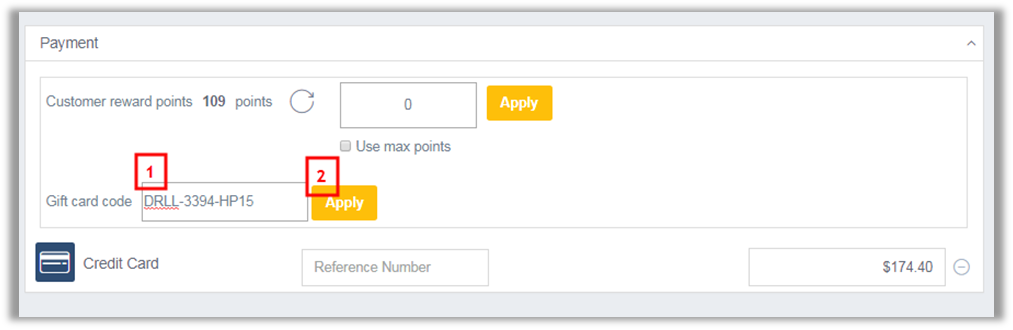 Payment
Customer reward points 109 points 0 Apply
Use max points
1 2
Gift card code DRLL-3394-HP15 Apply
Credit Card Reference Number $174.40